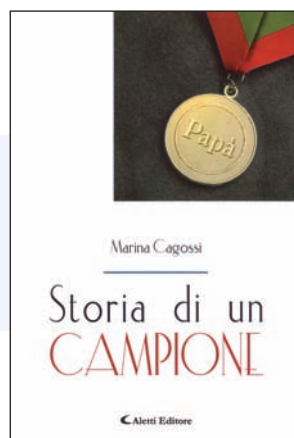 Papà
Marina Cagossi
Storia di un
CAMPIONE
Aletti Editore